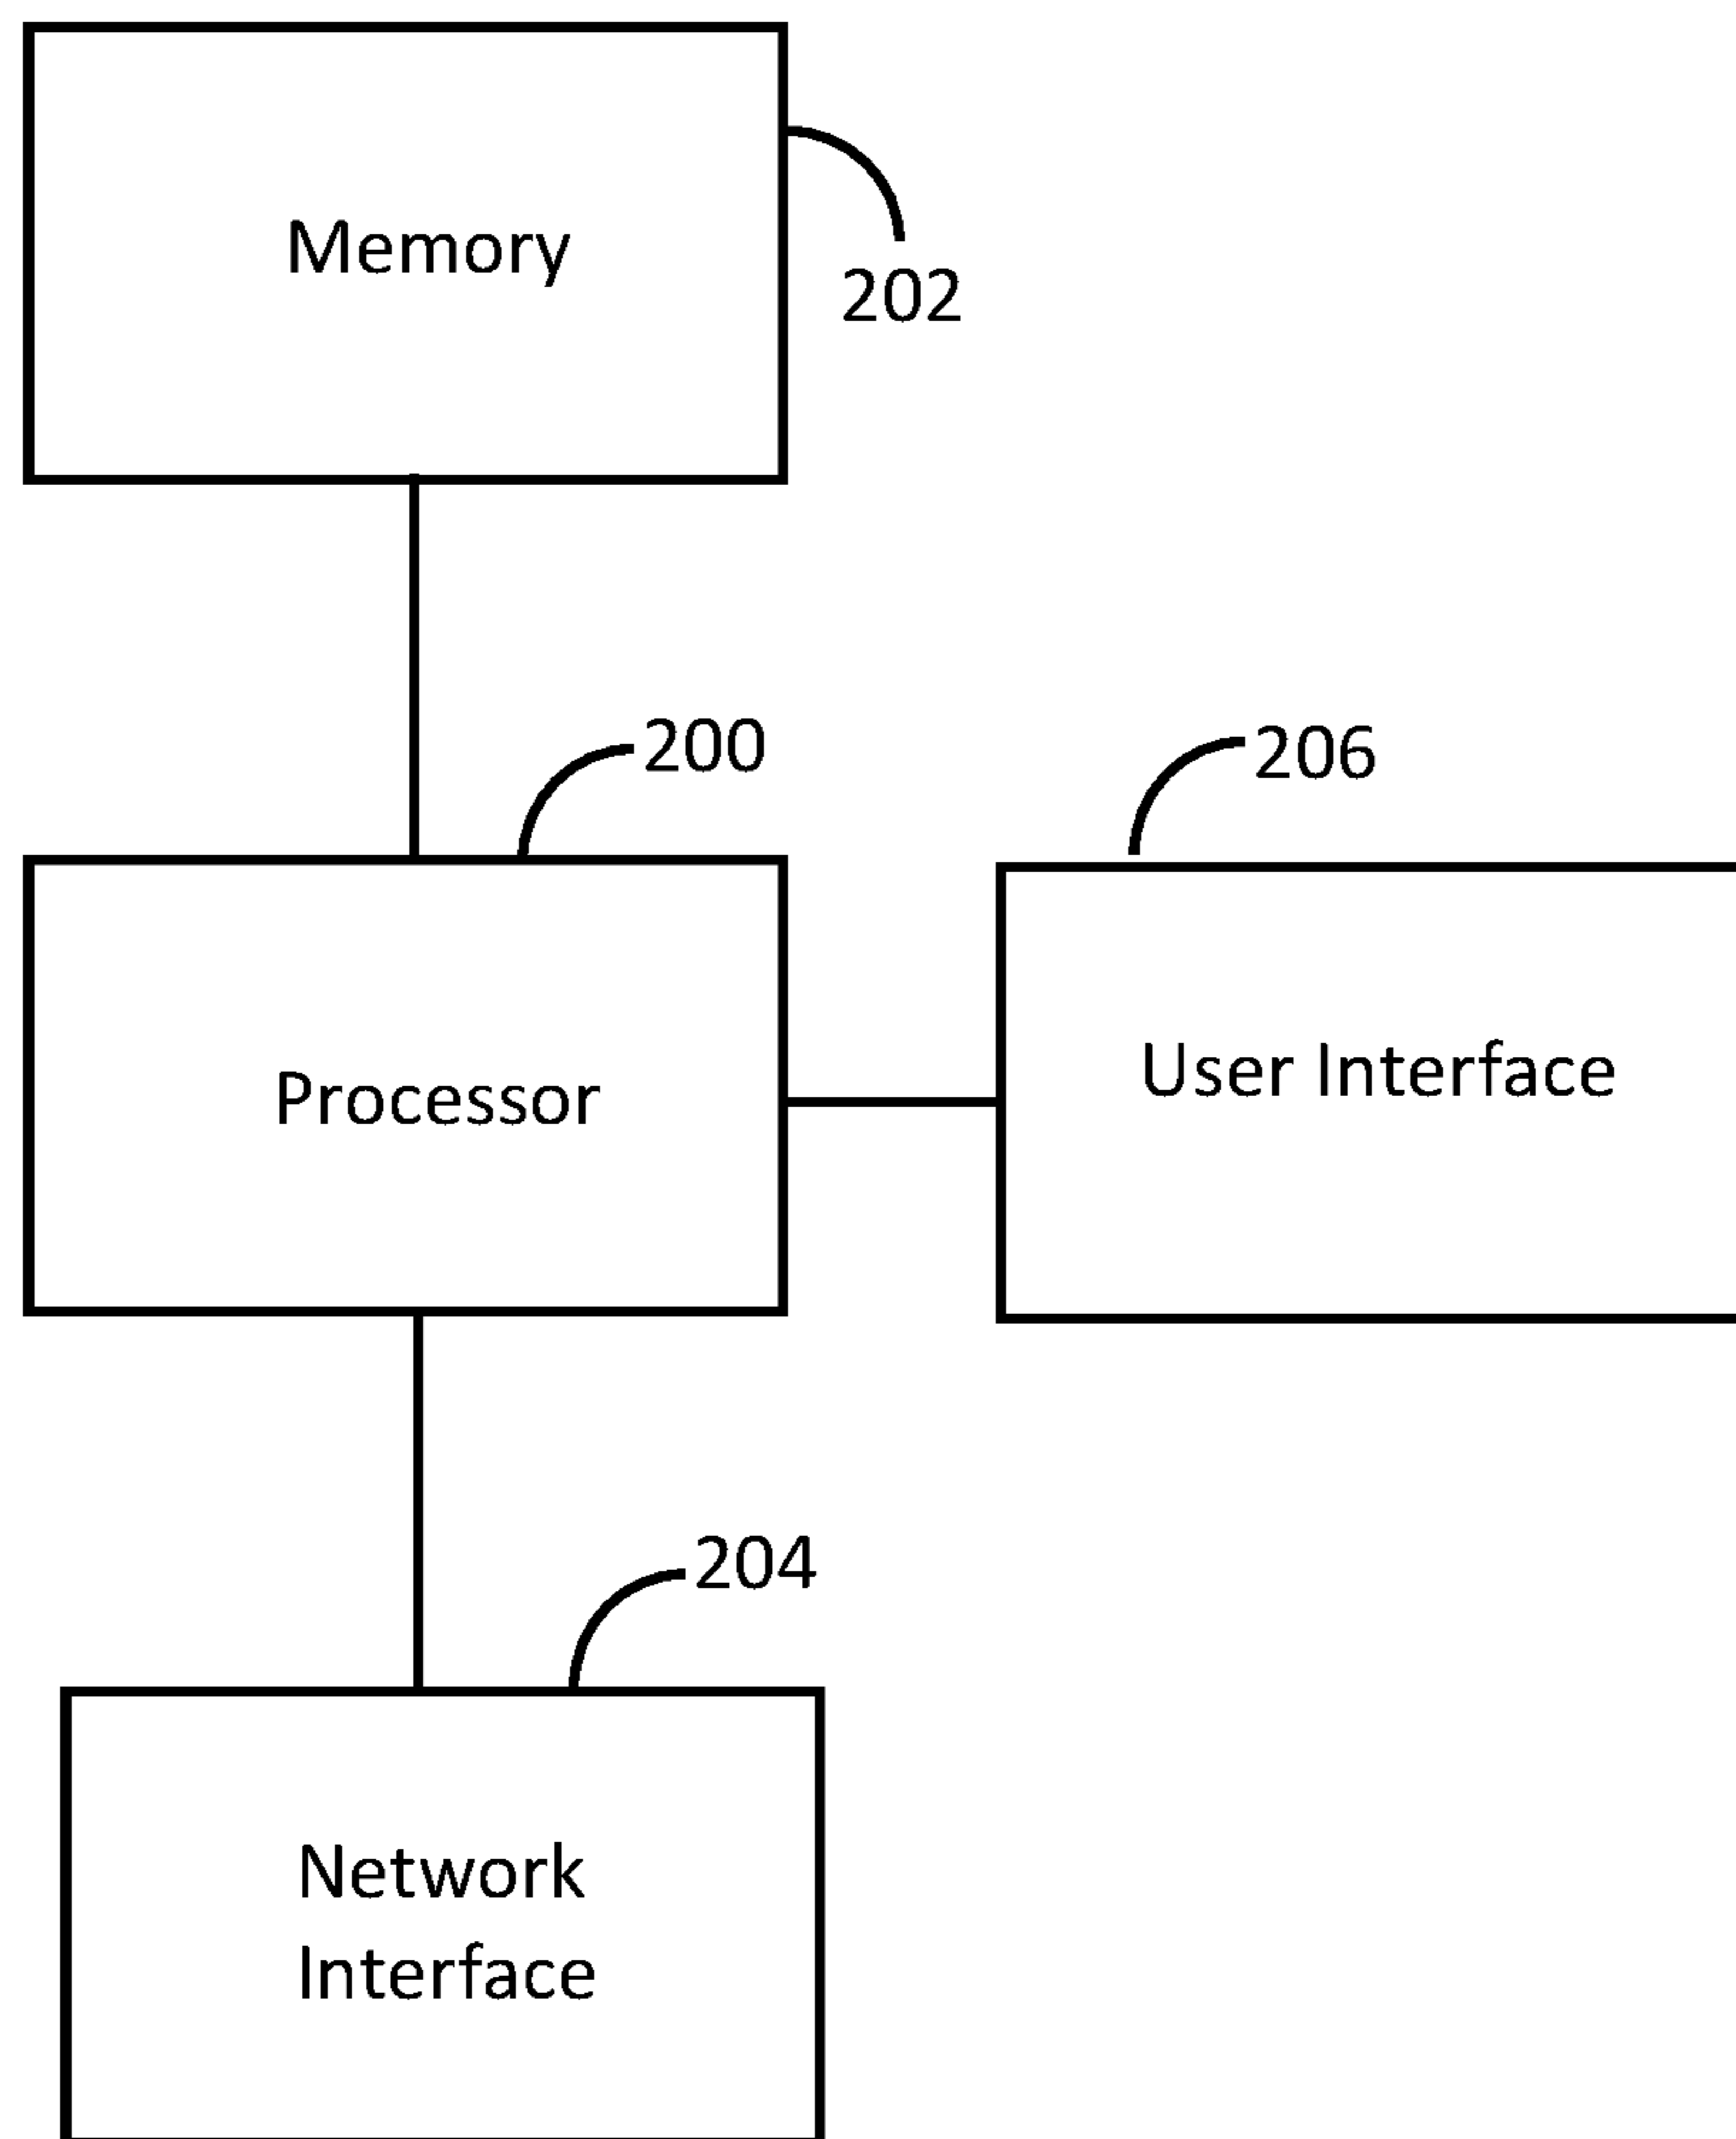 Memory
202
200
206
Processor
User Interface
204
Network
Interface